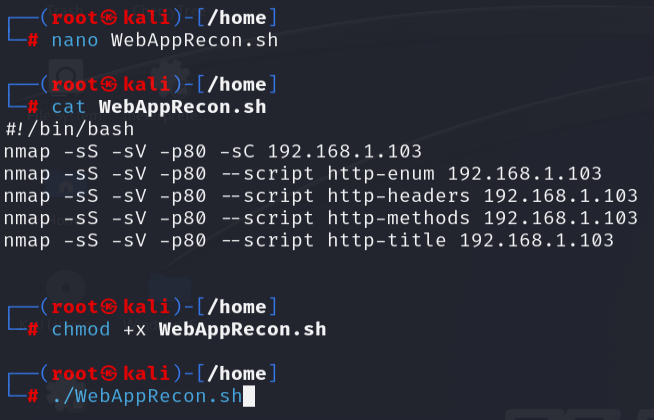 ┌──(root㉿kali)-[/home]
└─# nano WebAppRecon.sh
┌──(root㉿kali)-[/home]
└─# cat WebAppRecon.sh
#!/bin/bash
nmap -sS -sV -p80 -sC 192.168.1.103
nmap -sS -sV -p80 --script http-enum 192.168.1.103
nmap -sS -sV -p80 --script http-headers 192.168.1.103
nmap -sS -sV -p80 --script http-methods 192.168.1.103
nmap -sS -sV -p80 --script http-title 192.168.1.103
┌──(root㉿kali)-[/home]
└─# chmod +x WebAppRecon.sh
┌──(root㉿kali)-[/home]
└─# ./WebAppRecon.sh